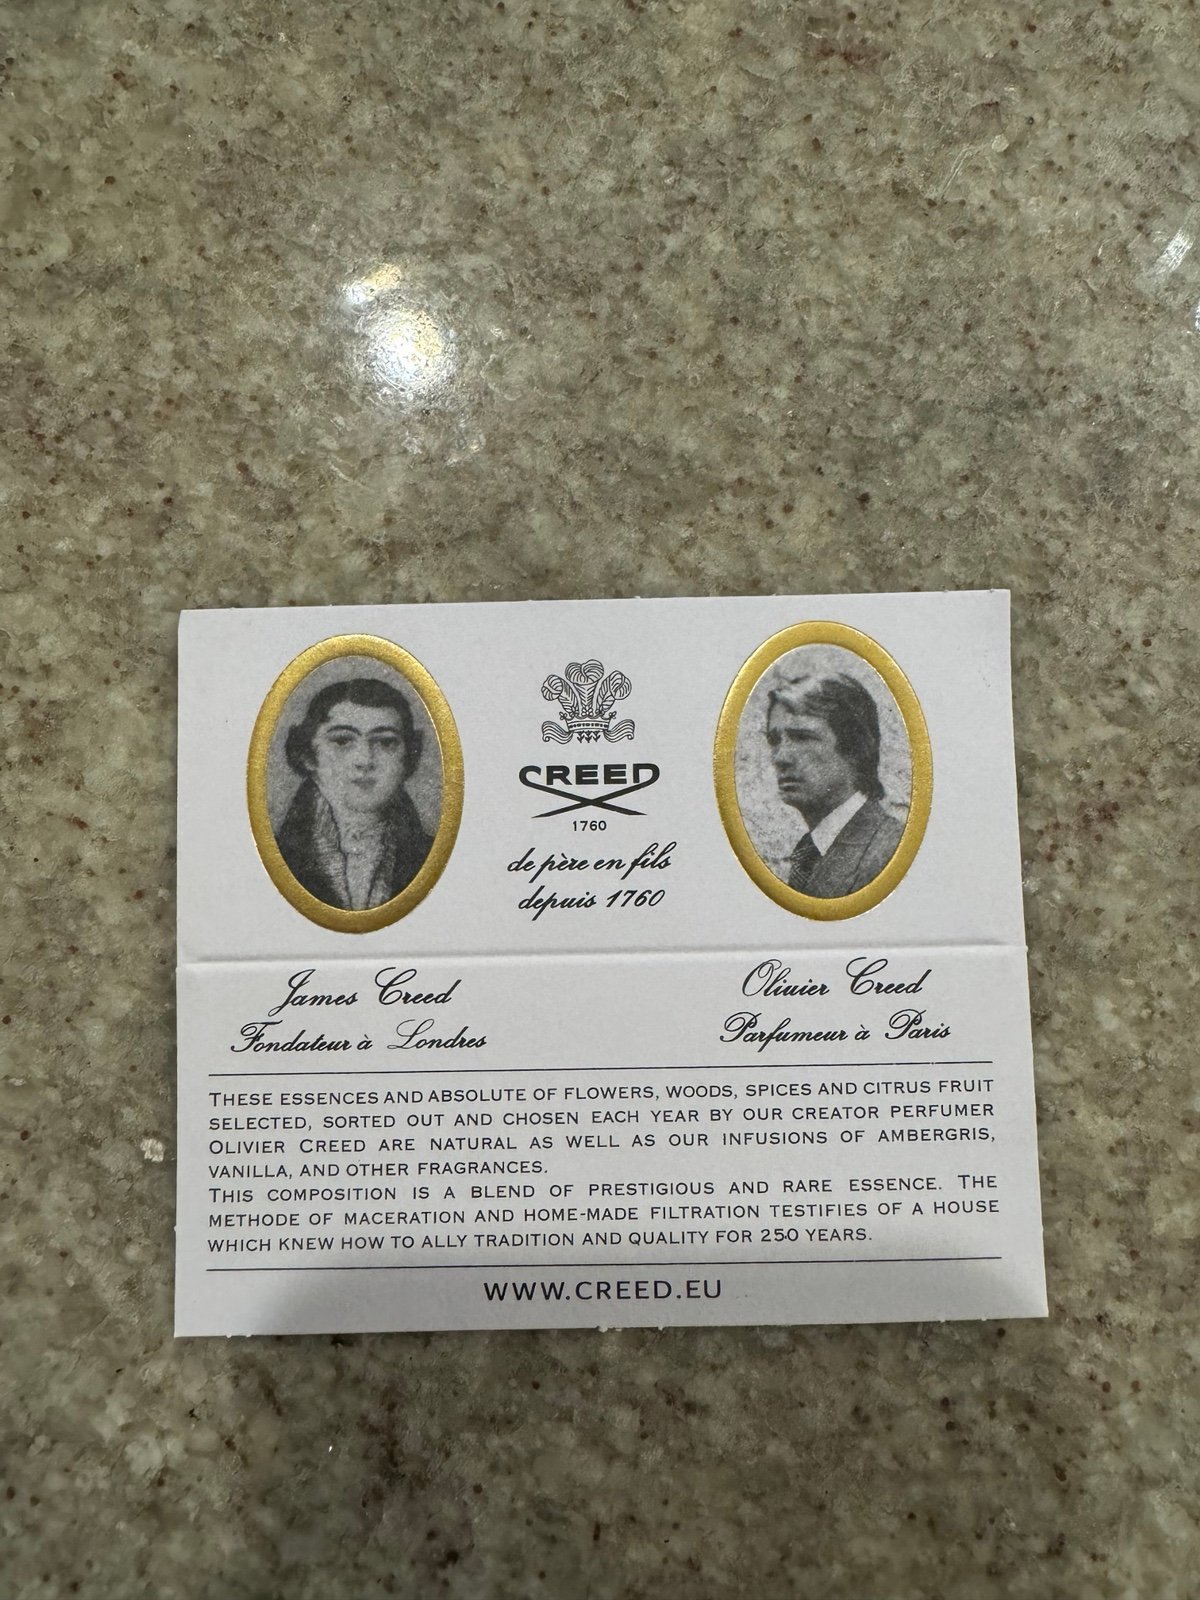 CREED
1760
de père en fils
depuis 1760
James Creed
Fondateur à Londres
Olivier Creed
Parfumeur à Paris
THESE ESSENCES AND ABSOLUTE OF FLOWERS, WOODS, SPICES AND CITRUS FRUIT
SELECTED, SORTED OUT AND CHOSEN EACH YEAR BY OUR CREATOR PERFUMER
OLIVIER CREED ARE NATURAL AS WELL AS OUR INFUSIONS OF AMBERGRIS,
VANILLA, AND OTHER FRAGRANCES.
THIS COMPOSITION IS A BLEND OF PRESTIGIOUS AND RARE ESSENCE. THE
METHODE OF MACERATION AND HOME-MADE FILTRATION TESTIFIES OF A HOUSE
WHICH KNEW HOW TO ALLY TRADITION AND QUALITY FOR 250 YEARS.
WWW.CREED.EU